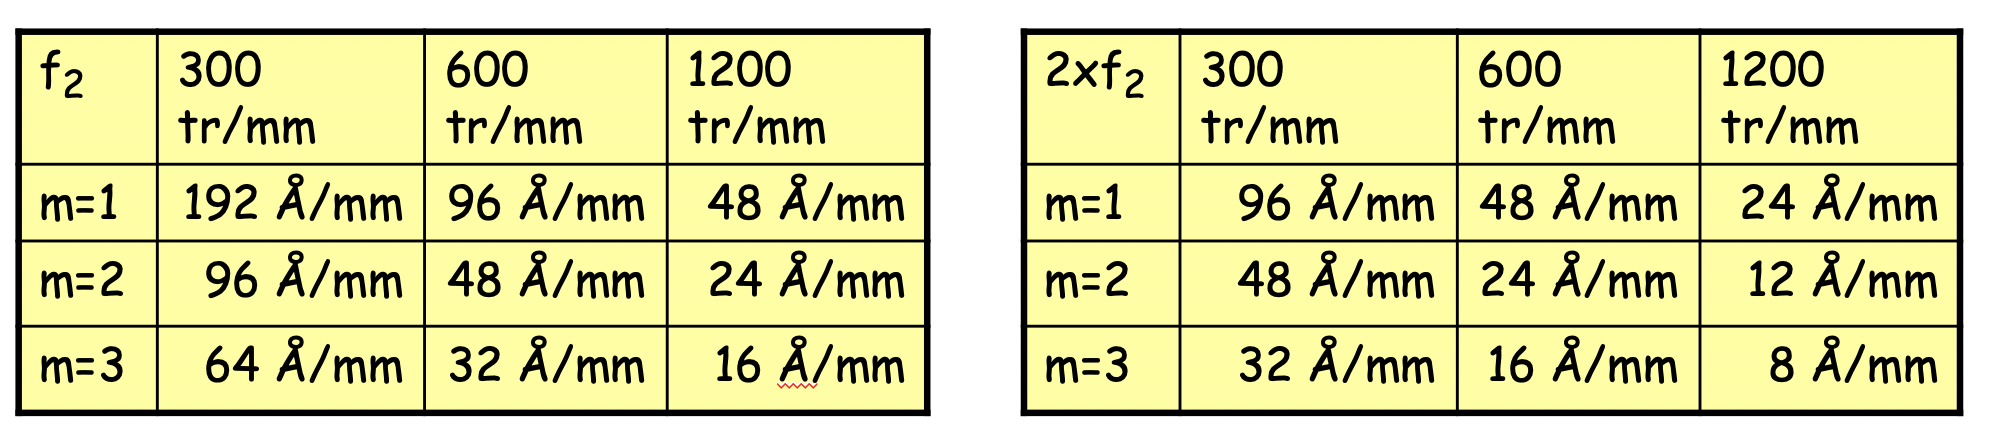 f₂ 300 tr/mm 600 tr/mm 1200 tr/mm
m=1 192 Å/mm 96 Å/mm 48 Å/mm
m=2 96 Å/mm 48 Å/mm 24 Å/mm
m=3 64 Å/mm 32 Å/mm 16 Å/mm
2xf₂ 300 tr/mm 600 tr/mm 1200 tr/mm
m=1 96 Å/mm 48 Å/mm 24 Å/mm
m=2 48 Å/mm 24 Å/mm 12 Å/mm
m=3 32 Å/mm 16 Å/mm 8 Å/mm